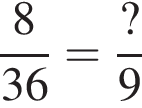 8/36 = ?/9